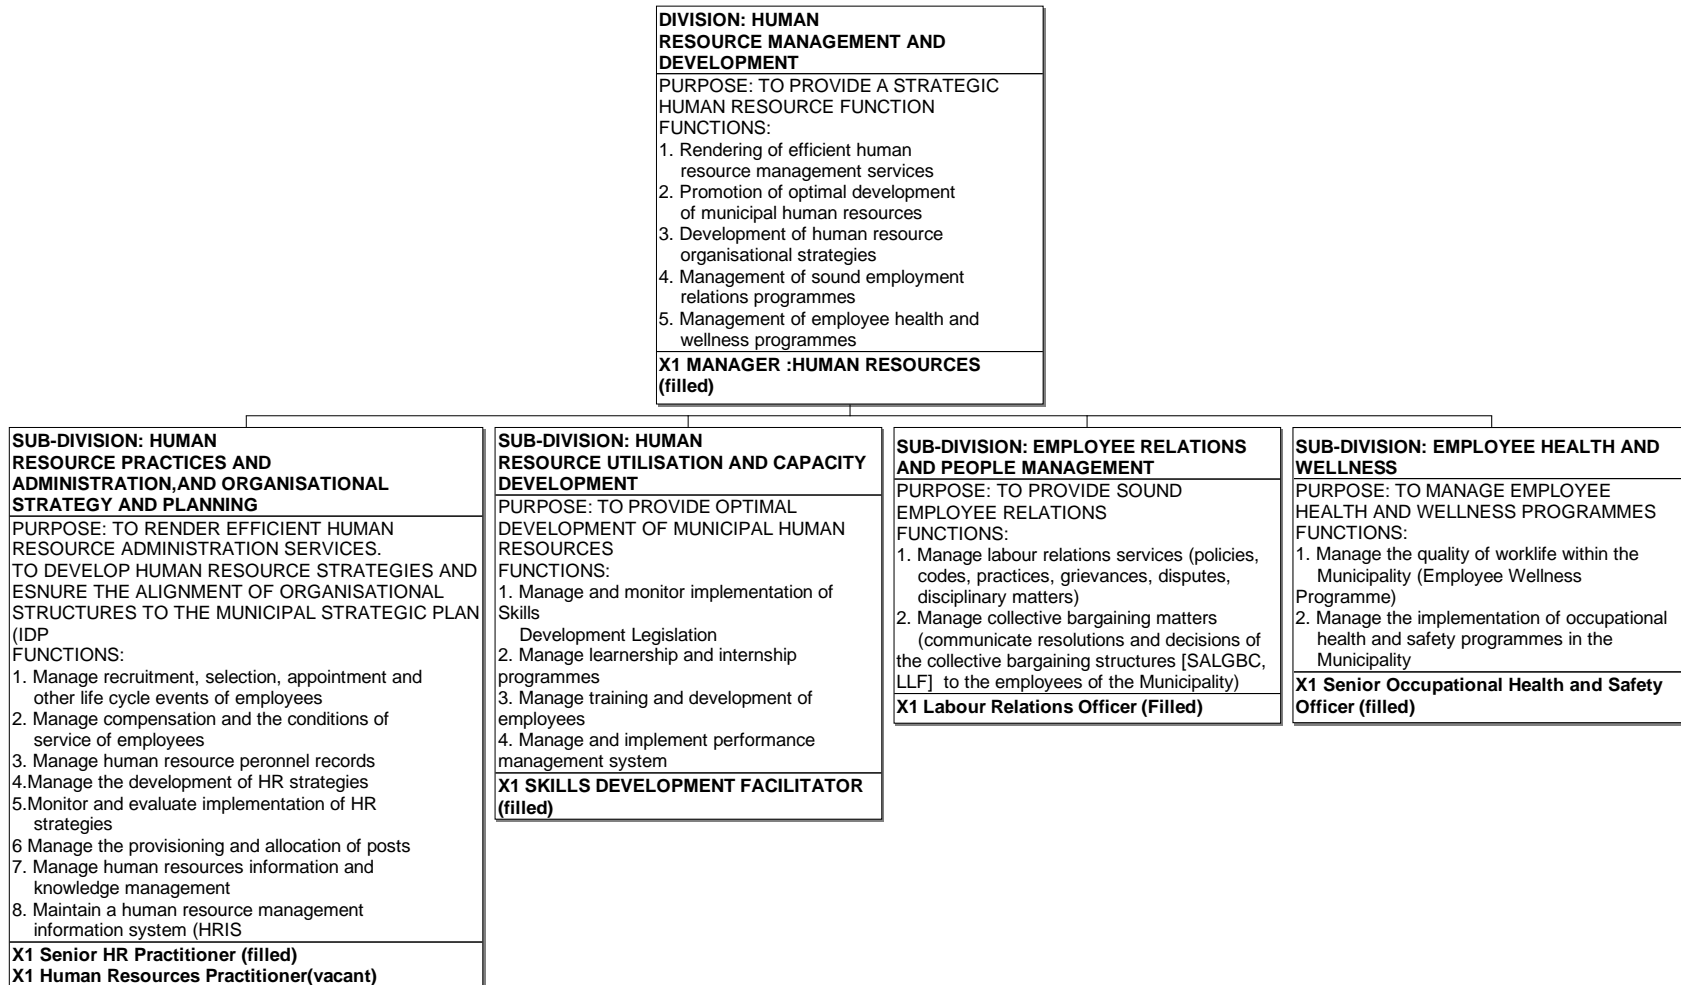 DIVISION: HUMAN
RESOURCE MANAGEMENT AND
DEVELOPMENT
PURPOSE: TO PROVIDE A STRATEGIC
HUMAN RESOURCE FUNCTION
FUNCTIONS:
1. Rendering of efficient human
resource management services
2. Promotion of optimal development
of municipal human resources
3. Development of human resource
organisational strategies
4. Management of sound employment
relations programmes
5. Management of employee health and
wellness programmes
X1 MANAGER :HUMAN RESOURCES
(filled)
SUB-DIVISION: HUMAN
RESOURCE PRACTICES AND
ADMINISTRATION,AND ORGANISATIONAL
STRATEGY AND PLANNING
PURPOSE: TO RENDER EFFICIENT HUMAN
RESOURCE ADMINISTRATION SERVICES.
TO DEVELOP HUMAN RESOURCE STRATEGIES AND
ESNURE THE ALIGNMENT OF ORGANISATIONAL
STRUCTURES TO THE MUNICIPAL STRATEGIC PLAN
(IDP
FUNCTIONS:
1. Manage recruitment, selection, appointment and
other life cycle events of employees
2. Manage compensation and the conditions of
service of employees
3. Manage human resource peronnel records
4.Manage the development of HR strategies
5.Monitor and evaluate implementation of HR
strategies
6 Manage the provisioning and allocation of posts
7. Manage human resources information and
knowledge management
8. Maintain a human resource management
information system (HRIS
X1 Senior HR Practitioner (filled)
X1 Human Resources Practitioner(vacant)
SUB-DIVISION: HUMAN
RESOURCE UTILISATION AND CAPACITY
DEVELOPMENT
PURPOSE: TO PROVIDE OPTIMAL
DEVELOPMENT OF MUNICIPAL HUMAN
RESOURCES
FUNCTIONS:
1. Manage and monitor implementation of
Skills
Development Legislation
2. Manage learnership and internship
programmes
3. Manage training and development of
employees
4. Manage and implement performance
management system
X1 SKILLS DEVELOPMENT FACILITATOR
(filled)
SUB-DIVISION: EMPLOYEE RELATIONS
AND PEOPLE MANAGEMENT
PURPOSE: TO PROVIDE SOUND
EMPLOYEE RELATIONS
FUNCTIONS:
1. Manage labour relations services (policies,
codes, practices, grievances, disputes,
disciplinary matters)
2. Manage collective bargaining matters
(communicate resolutions and decisions of
the collective bargaining structures [SALGBC,
LLF] to the employees of the Municipality)
X1 Labour Relations Officer (Filled)
SUB-DIVISION: EMPLOYEE HEALTH AND
WELLNESS
PURPOSE: TO MANAGE EMPLOYEE
HEALTH AND WELLNESS PROGRAMMES
FUNCTIONS:
1. Manage the quality of worklife within the
Municipality (Employee Wellness
Programme)
2. Manage the implementation of occupational
health and safety programmes in the
Municipality
X1 Senior Occupational Health and Safety
Officer (filled)